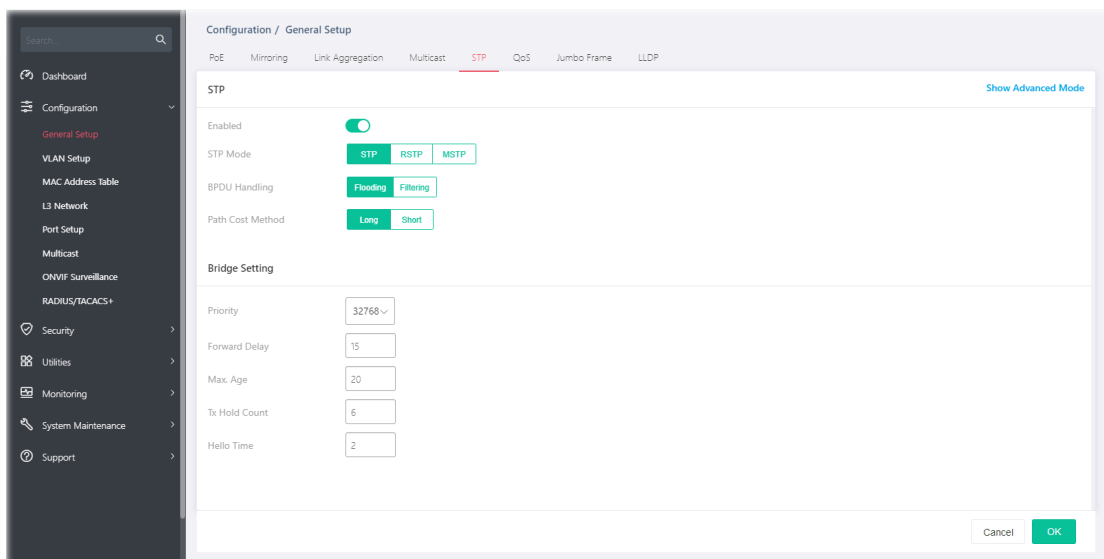 Search...
Dashboard
Configuration
General Setup
VLAN Setup
MAC Address Table
L3 Network
Port Setup
Multicast
ONVIF Surveillance
RADIUS/TACACS+
Security
Utilities
Monitoring
System Maintenance
Support
Configuration / General Setup
PoE Mirroring Link Aggregation Multicast STP QoS Jumbo Frame LLDP
STP Show Advanced Mode
Enabled
STP Mode STP RSTP MSTP
BPDU Handling Flooding Filtering
Path Cost Method Long Short
Bridge Setting
Priority 32768
Forward Delay 15
Max. Age 20
Tx Hold Count 6
Hello Time 2
Cancel OK